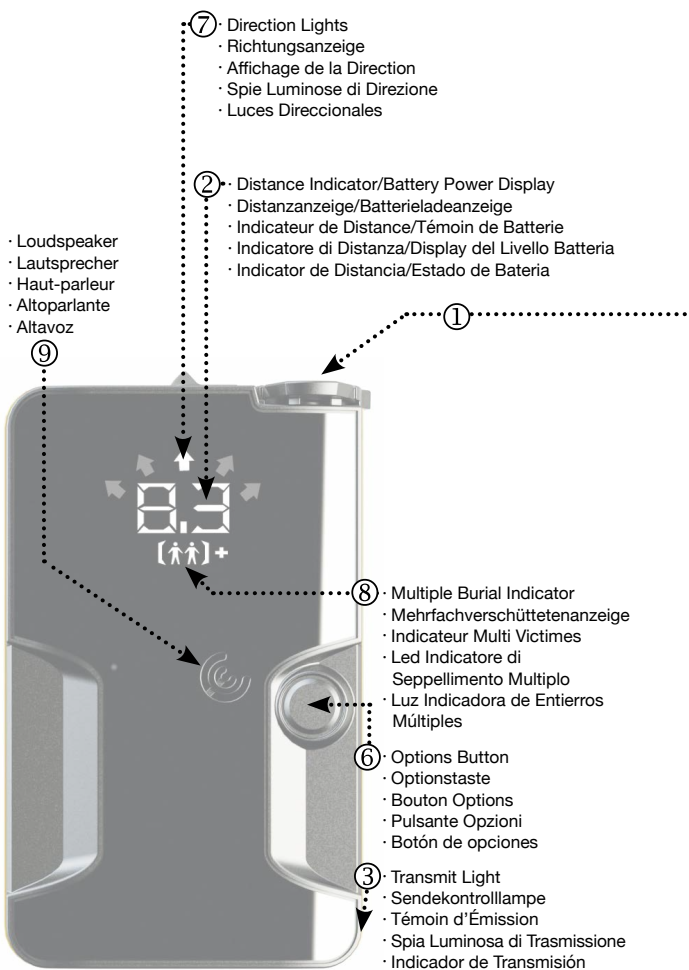 ⑦ · Direction Lights
· Richtungsanzeige
· Affichage de la Direction
· Spie Luminose di Direzione
· Luces Direccionales
② · Distance Indicator/Battery Power Display
· Distanzanzeige/Batterieladeanzeige
· Indicateur de Distance/Témoin de Batterie
· Indicatore di Distanza/Display del Livello Batteria
· Indicator de Distancia/Estado de Bateria
· Loudspeaker
· Lautsprecher
· Haut-parleur
· Altoparlante
· Altavoz
⑨
①
8.3
[ ]+
⑧ · Multiple Burial Indicator
· Mehrfachverschüttetenanzeige
· Indicateur Multi Victimes
· Led Indicatore di
Seppellimento Multiplo
· Luz Indicadora de Entierros
Múltiples
⑥ · Options Button
· Optionstaste
· Bouton Options
· Pulsante Opzioni
· Botón de opciones
③ · Transmit Light
· Sendekontrolllampe
· Témoin d’Émission
· Spia Luminosa di Trasmissione
· Indicador de Transmisión